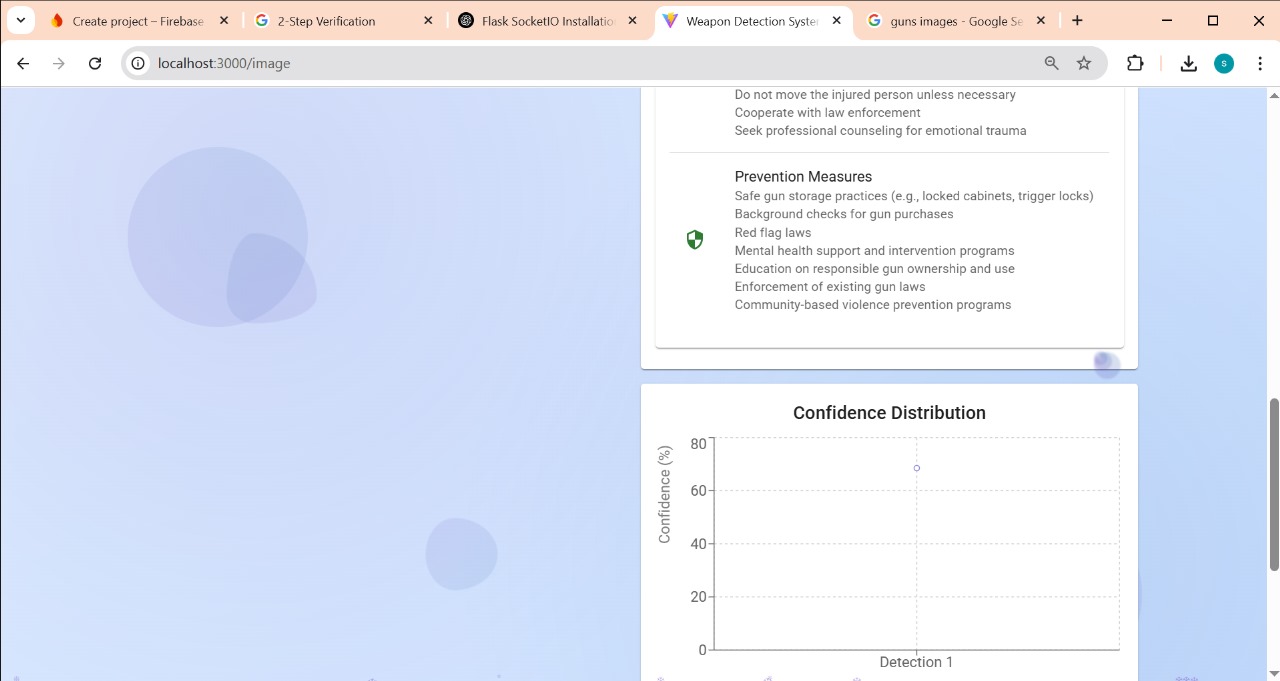 Create project – Firebase
2-Step Verification
Flask SocketIO Installatio
Weapon Detection Syste
guns images - Google Se
localhost:3000/image
s
Do not move the injured person unless necessary
Cooperate with law enforcement
Seek professional counseling for emotional trauma
Prevention Measures
Safe gun storage practices (e.g., locked cabinets, trigger locks)
Background checks for gun purchases
Red flag laws
Mental health support and intervention programs
Education on responsible gun ownership and use
Enforcement of existing gun laws
Community-based violence prevention programs
Confidence Distribution
Confidence (%)
80
60
40
20
0
Detection 1